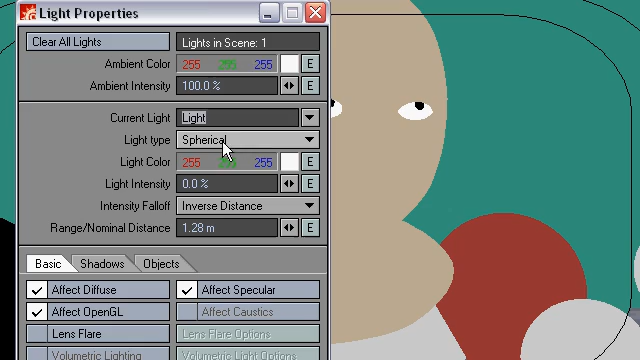 Light Properties
Clear All Lights Lights in Scene: 1
Ambient Color 255 255 255 E
Ambient Intensity 100.0 % E
Current Light Light
Light type Spherical
Light Color 255 255 255 E
Light Intensity 0.0 % E
Intensity Falloff Inverse Distance
Range/Nominal Distance 1.28 m E
Basic Shadows Objects
Affect Diffuse Affect Specular
Affect OpenGL Affect Caustics
Lens Flare Lens Flare Options
Volumetric Lighting Volumetric Light Options